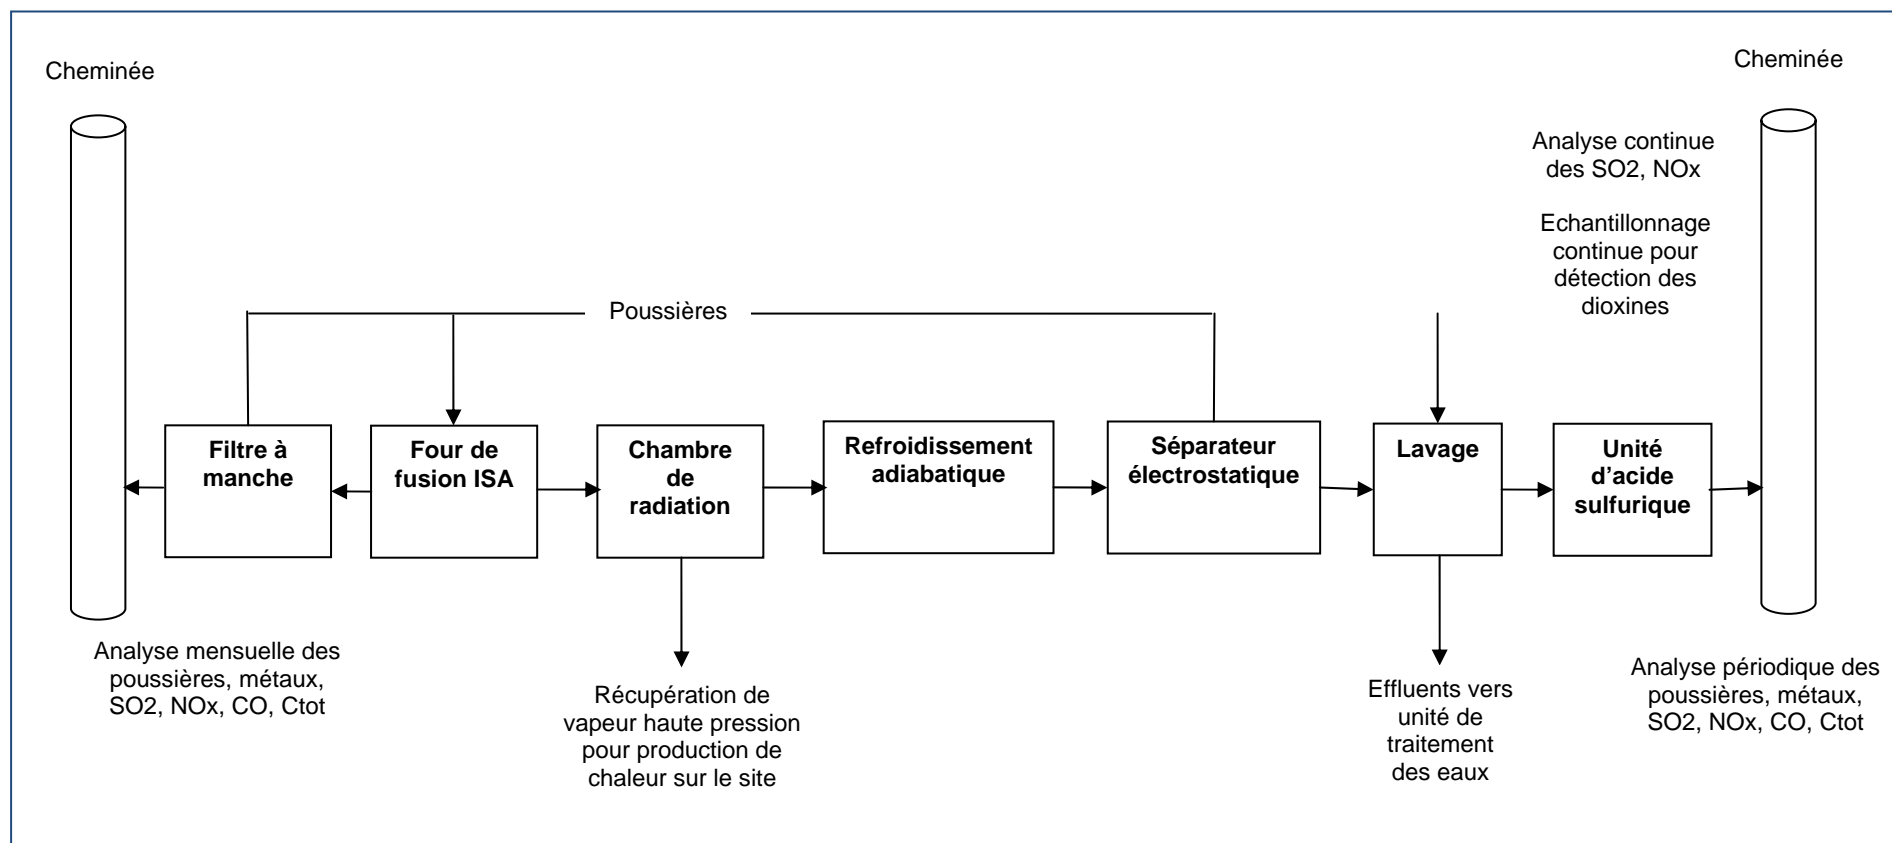 Cheminée
Cheminée
Analyse continue
des SO2, NOx
Echantillonnage
continue pour
détection des
dioxines
Poussières
Filtre à
manche
Four de
fusion ISA
Chambre
de
radiation
Refroidissement
adiabatique
Séparateur
électrostatique
Lavage
Unité
d'acide
sulfurique
Analyse mensuelle des
poussières, métaux,
SO2, NOx, CO, Ctot
Récupération de
vapeur haute pression
pour production de
chaleur sur le site
Effluents vers
unité de
traitement
des eaux
Analyse périodique des
poussières, métaux,
SO2, NOx, CO, Ctot